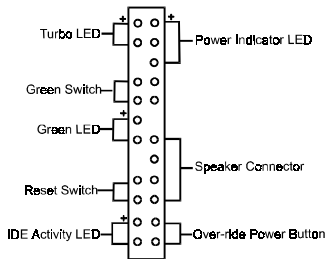 + +
Turbo LED
Power Indicator LED
Green Switch
+
Green LED
Speaker Connector
Reset Switch
+
IDE Activity LED
Over-ride Power Button